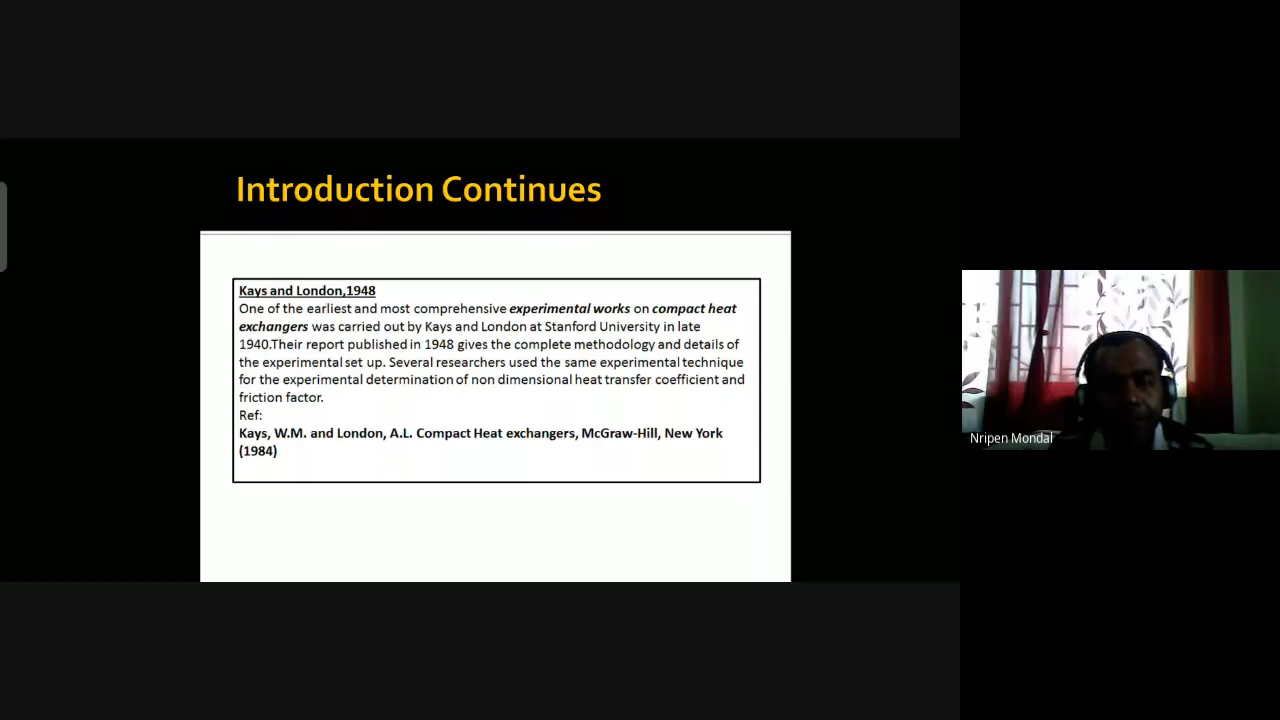 Introduction Continues
Kays and London,1948
One of the earliest and most comprehensive experimental works on compact heat
exchangers was carried out by Kays and London at Stanford University in late
1940.Their report published in 1948 gives the complete methodology and details of
the experimental set up. Several researchers used the same experimental technique
for the experimental determination of non dimensional heat transfer coefficient and
friction factor.
Ref:
Kays, W.M. and London, A.L. Compact Heat exchangers, McGraw-Hill, New York
(1984)
Nripen Mondal